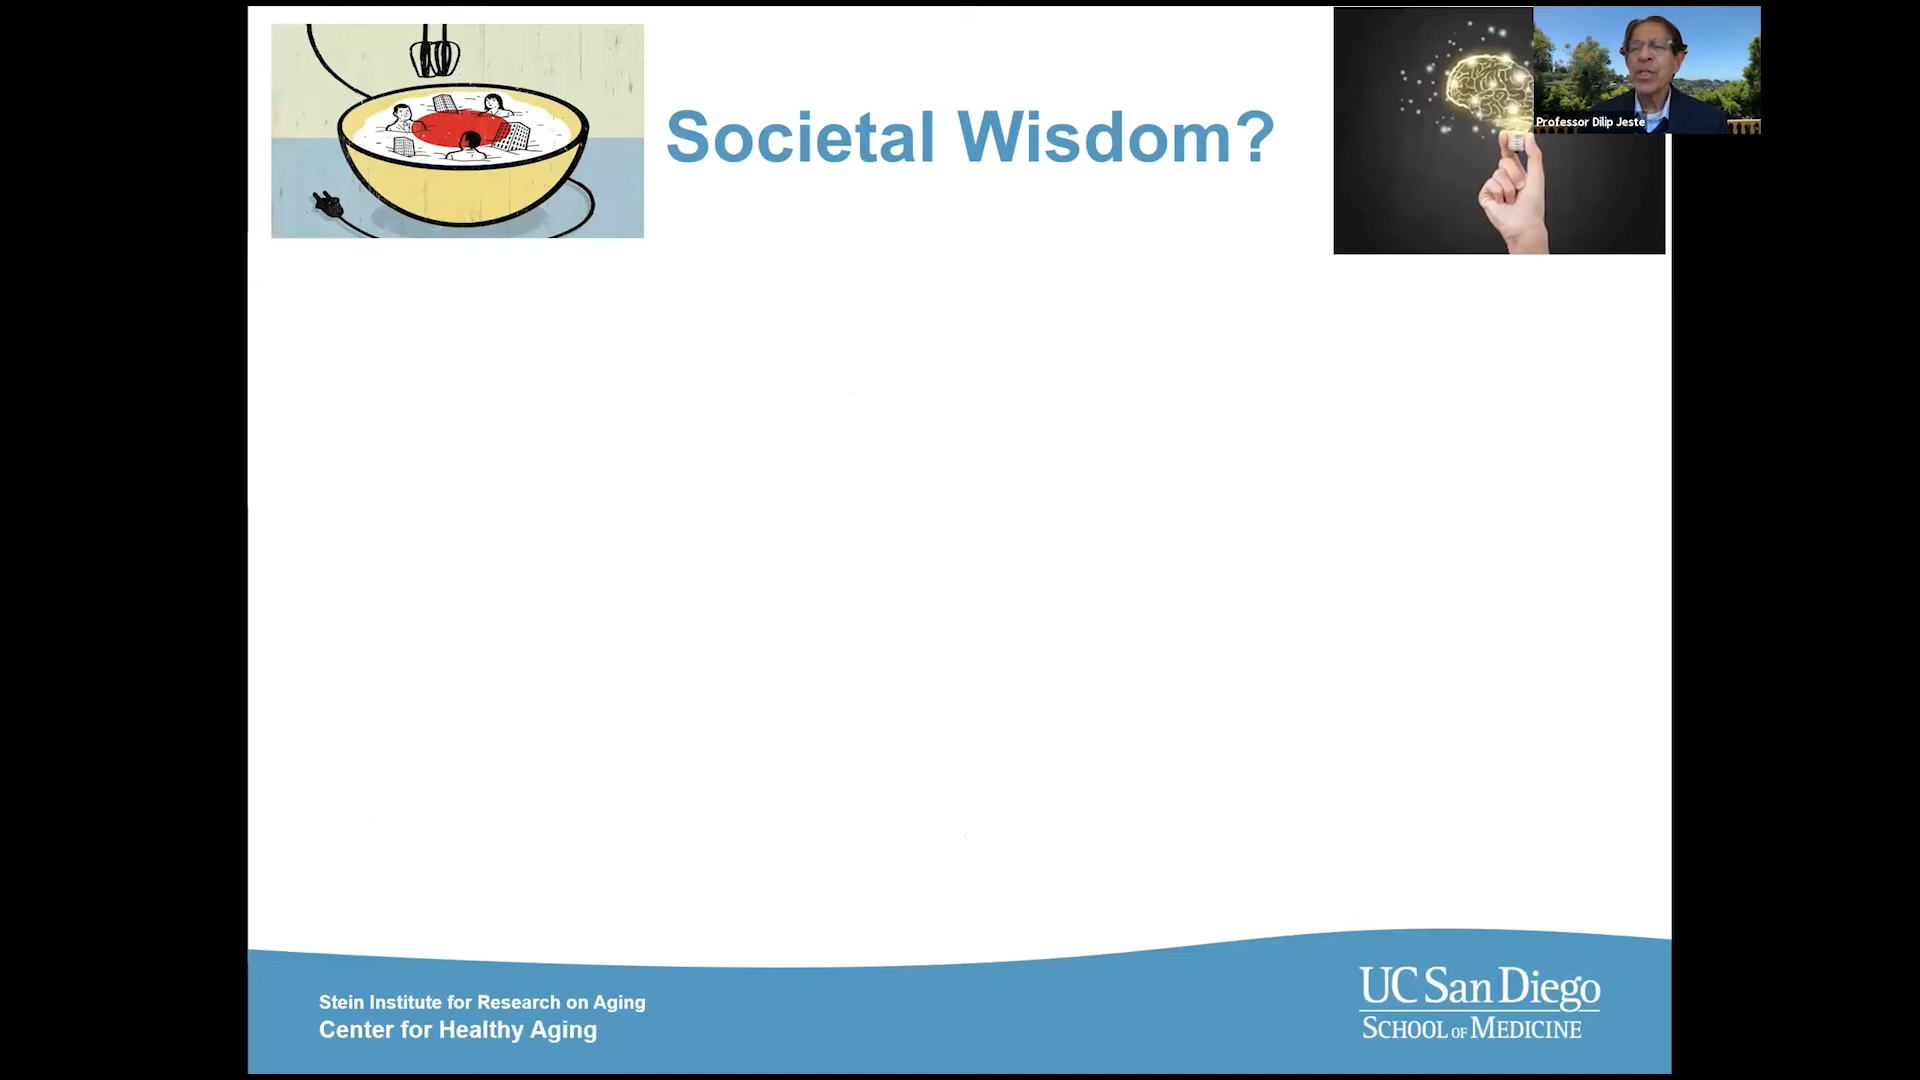 Societal Wisdom?
Professor Dilip Jeste
Stein Institute for Research on Aging
Center for Healthy Aging
UC San Diego
SCHOOL OF MEDICINE